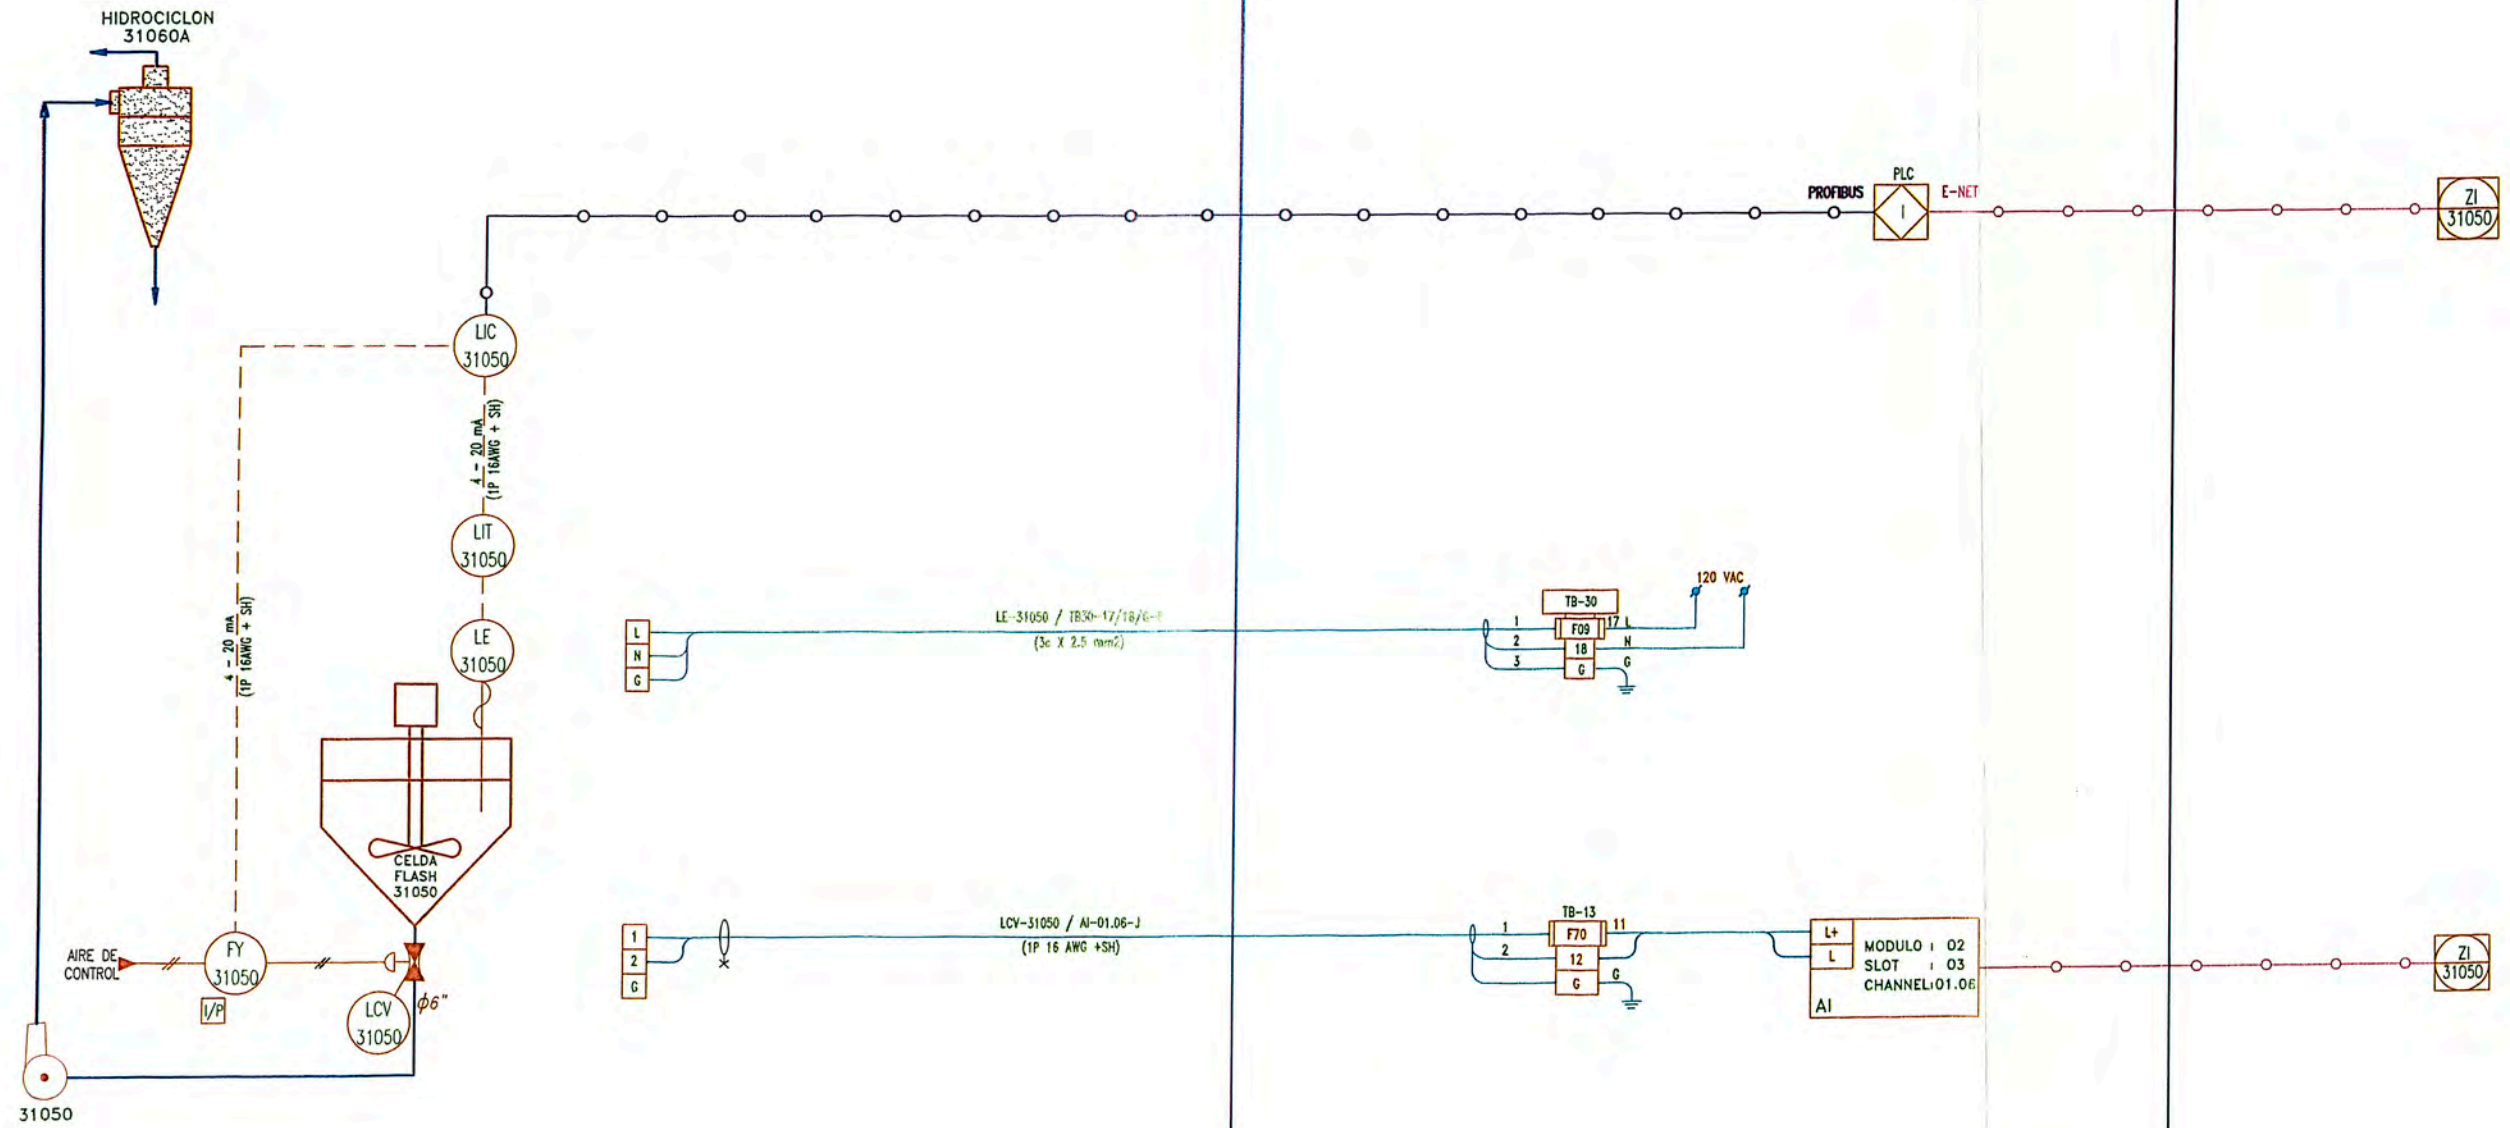 HIDROCICLON
31060A
PLC
PROFIBUS
I
E-NET
ZI
31050
LIC
31050
4 - 20 mA
(1P 16AWG + SH)
LIT
31050
LE
31050
4 - 20 mA
(1P 16AWG + SH)
CELDA
FLASH
31050
AIRE DE
CONTROL
FY
31050
I/P
LCV
31050
ϕ6"
31050
L
N
G
LE-31050 / TB30-17/18/G-
(3c X 2.5 mm2)
120 VAC
TB-30
1
F09
17 L
2
18
N
3
G
G
1
2
G
LCV-31050 / AI-01.06-J
(1P 16 AWG +SH)
TB-13
1
F70
11
2
12
G
G
L+
L
MODULO : 02
SLOT : 03
CHANNEL:01.06
AI
ZI
31050